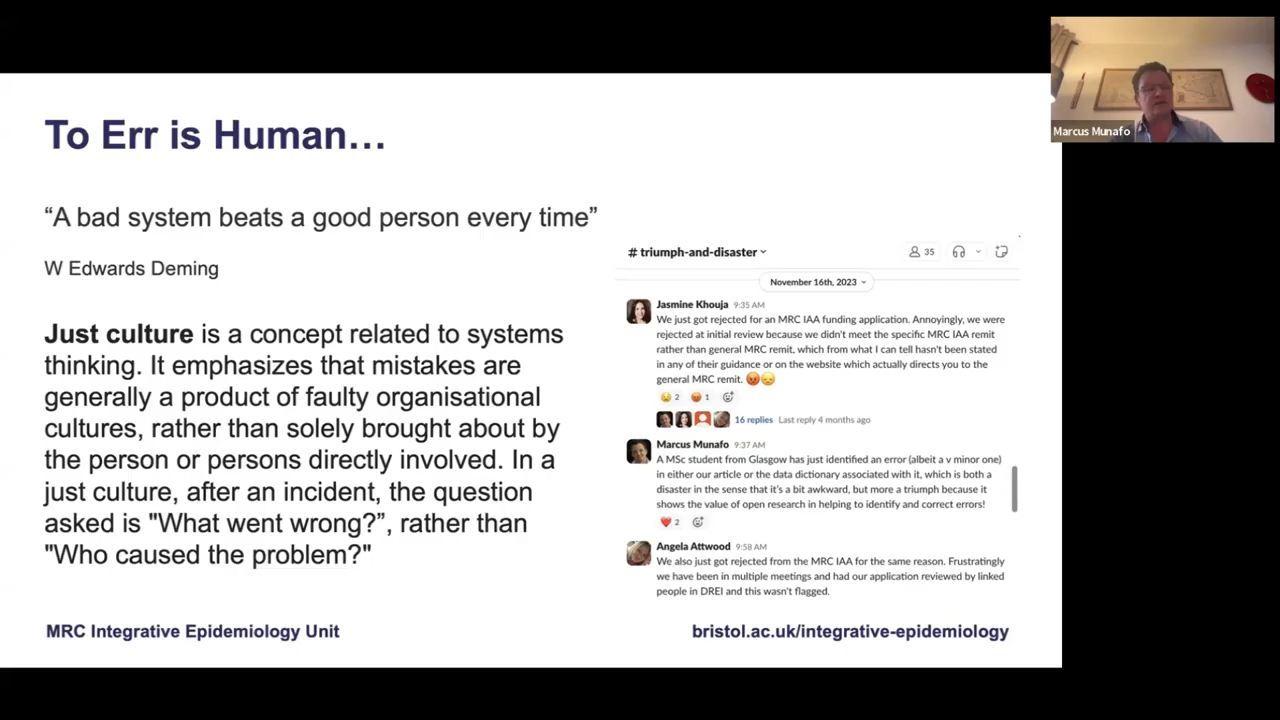 To Err is Human…
“A bad system beats a good person every time”
W Edwards Deming
Just culture is a concept related to systems
thinking. It emphasizes that mistakes are
generally a product of faulty organisational
cultures, rather than solely brought about by
the person or persons directly involved. In a
just culture, after an incident, the question
asked is "What went wrong?”, rather than
"Who caused the problem?"
# triumph-and-disaster
35
November 16th, 2023
Jasmine Khouja 9:35 AM
We just got rejected for an MRC IAA funding application. Annoyingly, we were
rejected at initial review because we didn't meet the specific MRC IAA remit
rather than general MRC remit, which from what I can tell hasn't been stated
in any of their guidance or on the website which actually directs you to the
general MRC remit. 😡😞
😢 2 😡 1
16 replies Last reply 4 months ago
Marcus Munafo 9:37 AM
A MSc student from Glasgow has just identified an error (albeit a v minor one)
in either our article or the data dictionary associated with it, which is both a
disaster in the sense that it's a bit awkward, but more a triumph because it
shows the value of open research in helping to identify and correct errors!
❤️ 2
Angela Attwood 9:58 AM
We also just got rejected from the MRC IAA for the same reason. Frustratingly
we have been in multiple meetings and had our application reviewed by linked
people in DREI and this wasn't flagged.
MRC Integrative Epidemiology Unit
bristol.ac.uk/integrative-epidemiology
Marcus Munafo